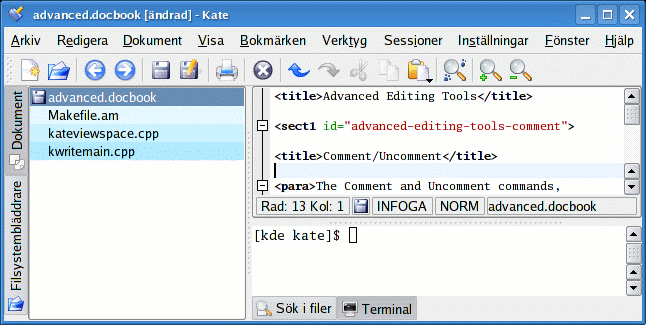 advanced.docbook [ändrad] - Kate
Arkiv Redigera Dokument Visa Bokmärken Verktyg Sessioner Inställningar Fönster Hjälp
Dokument
Filsystembläddrare
advanced.docbook
Makefile.am
kateviewspace.cpp
kwritemain.cpp
<title>Advanced Editing Tools</title>
<sect1 id="advanced-editing-tools-comment">
<title>Comment/Uncomment</title>
<para>The Comment and Uncomment commands,
Rad: 13 Kol: 1 INFOGA NORM advanced.docbook
[kde kate]$
Sök i filer Terminal